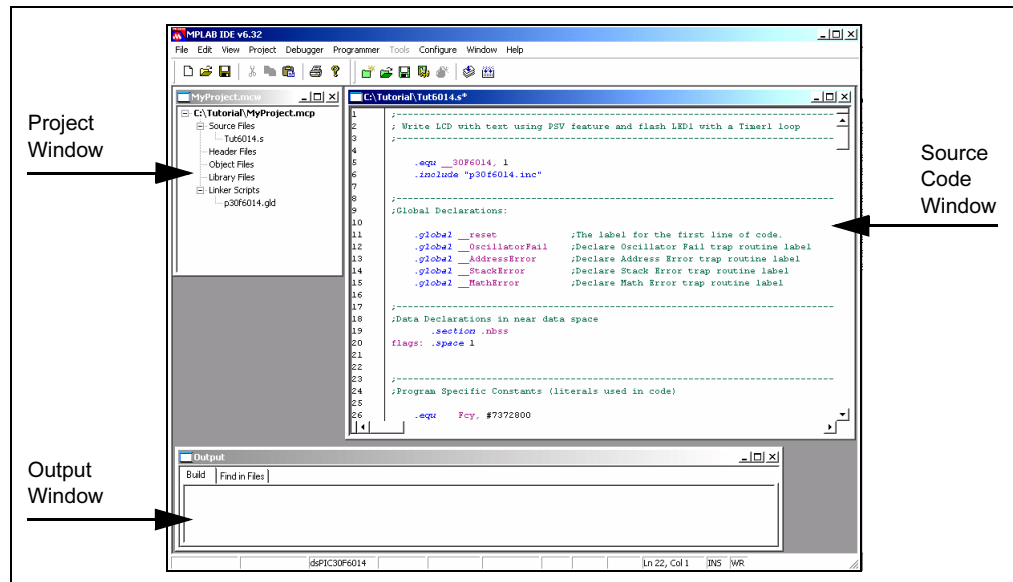 MPLAB IDE v6.32
File Edit View Project Debugger Programmer Tools Configure Window Help
MyProject.mcw
C:\Tutorial\MyProject.mcp
Source Files
Tut6014.s
Header Files
Object Files
Library Files
Linker Scripts
p30f6014.gld
Project
Window
C:\Tutorial\Tut6014.s*
1 ;--------------------------------------------------------------------------
2 ; Write LCD with text using PSV feature and flash LED1 with a Timer1 loop
3 ;--------------------------------------------------------------------------
4
5 .equ __30F6014, 1
6 .include "p30f6014.inc"
7
8 ;--------------------------------------------------------------------------
9 ;Global Declarations:
10
11 .global __reset ;The label for the first line of code.
12 .global __OscillatorFail ;Declare Oscillator Fail trap routine label
13 .global __AddressError ;Declare Address Error trap routine label
14 .global __StackError ;Declare Stack Error trap routine label
15 .global __MathError ;Declare Math Error trap routine label
16
17 ;--------------------------------------------------------------------------
18 ;Data Declarations in near data space
19 .section .nbss
20 flags: .space 1
21
22
23 ;--------------------------------------------------------------------------
24 ;Program Specific Constants (literals used in code)
25
26 .equ Fcy, #7372800
Source
Code
Window
Output
Build Find in Files
Output
Window
dsPIC30F6014 Ln 22, Col 1 INS WR